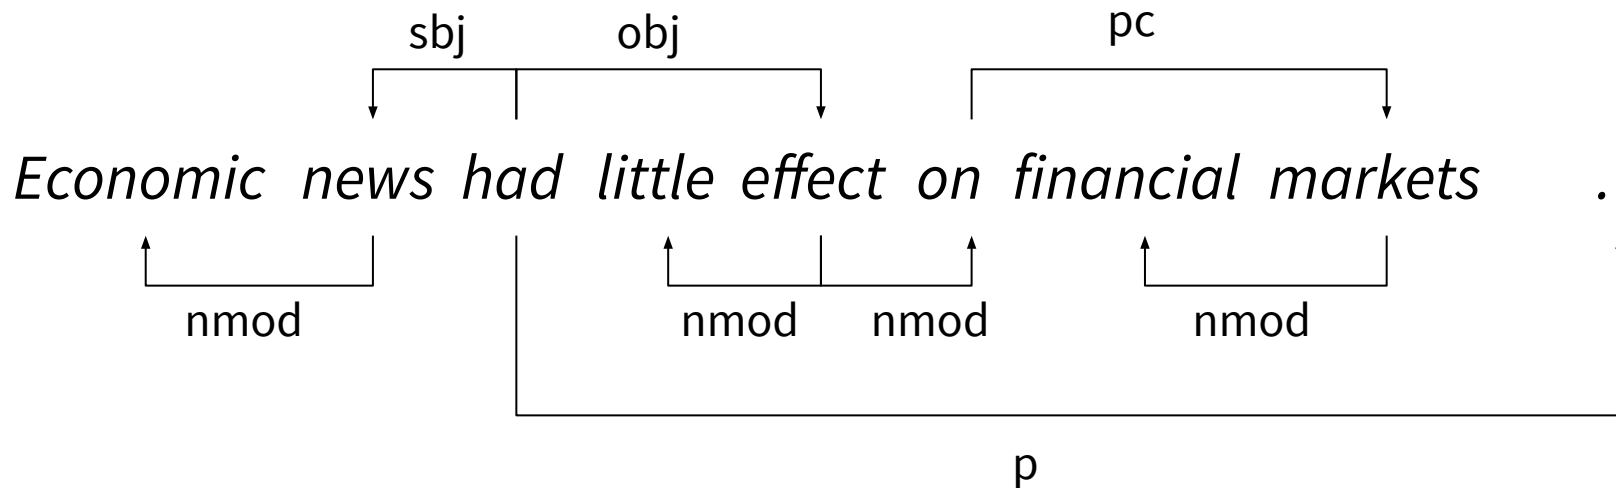 sbj obj pc
Economic news had little effect on financial markets .
nmod nmod nmod nmod
p